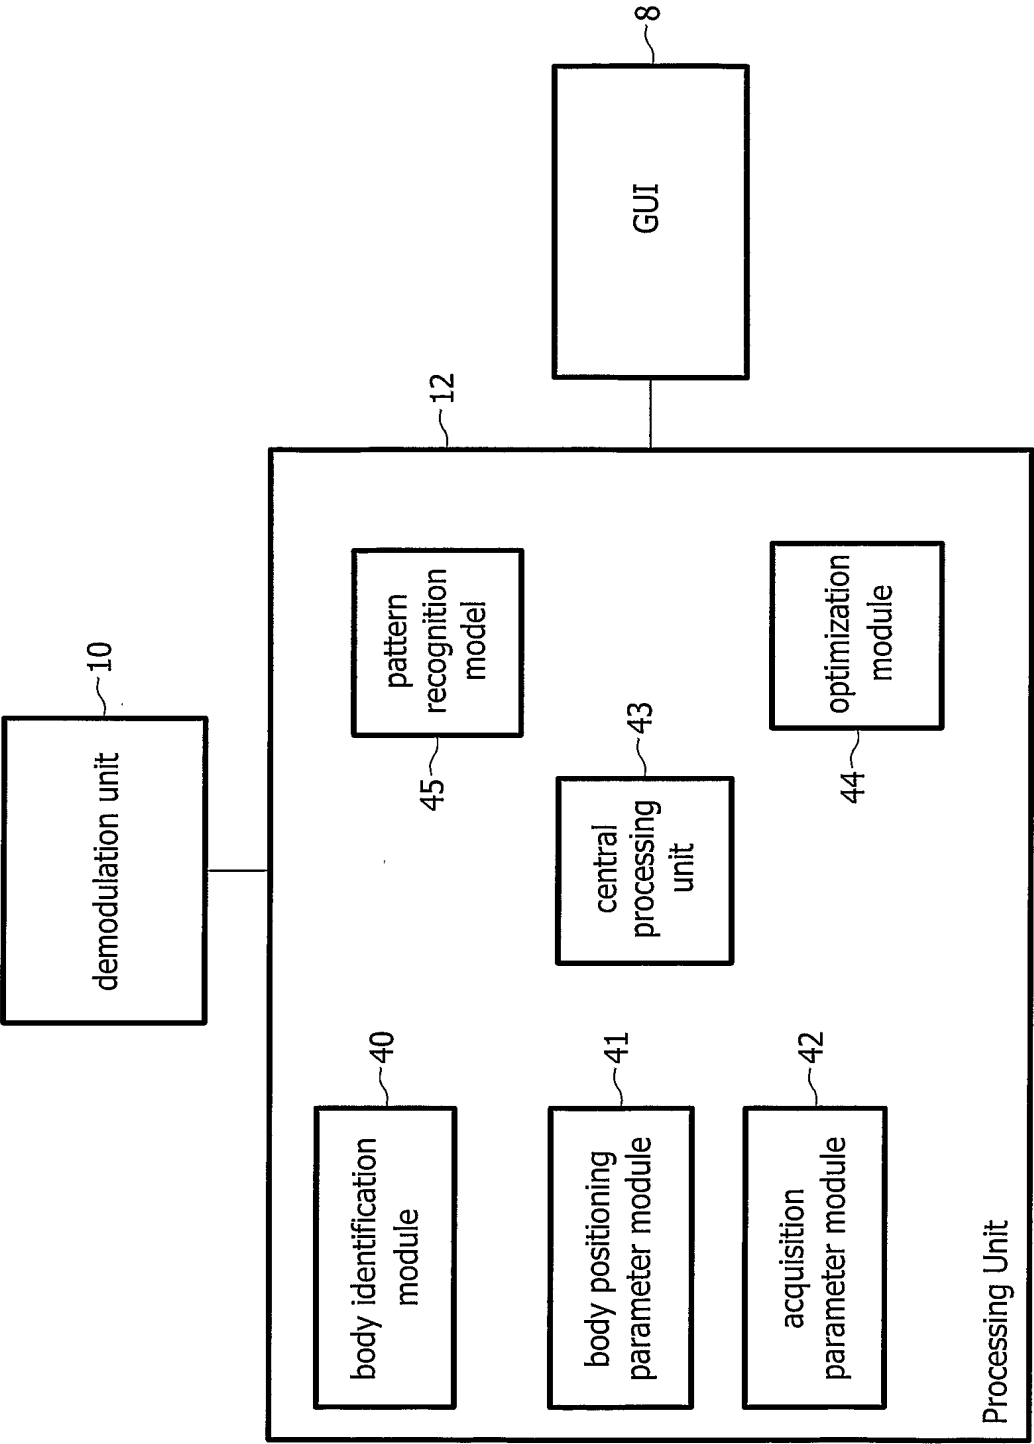 demodulation unit
10
12
8
GUI
body identification
module
40
pattern
recognition
model
45
body positioning
parameter module
41
central
processing
unit
43
acquisition
parameter module
42
optimization
module
44
Processing Unit